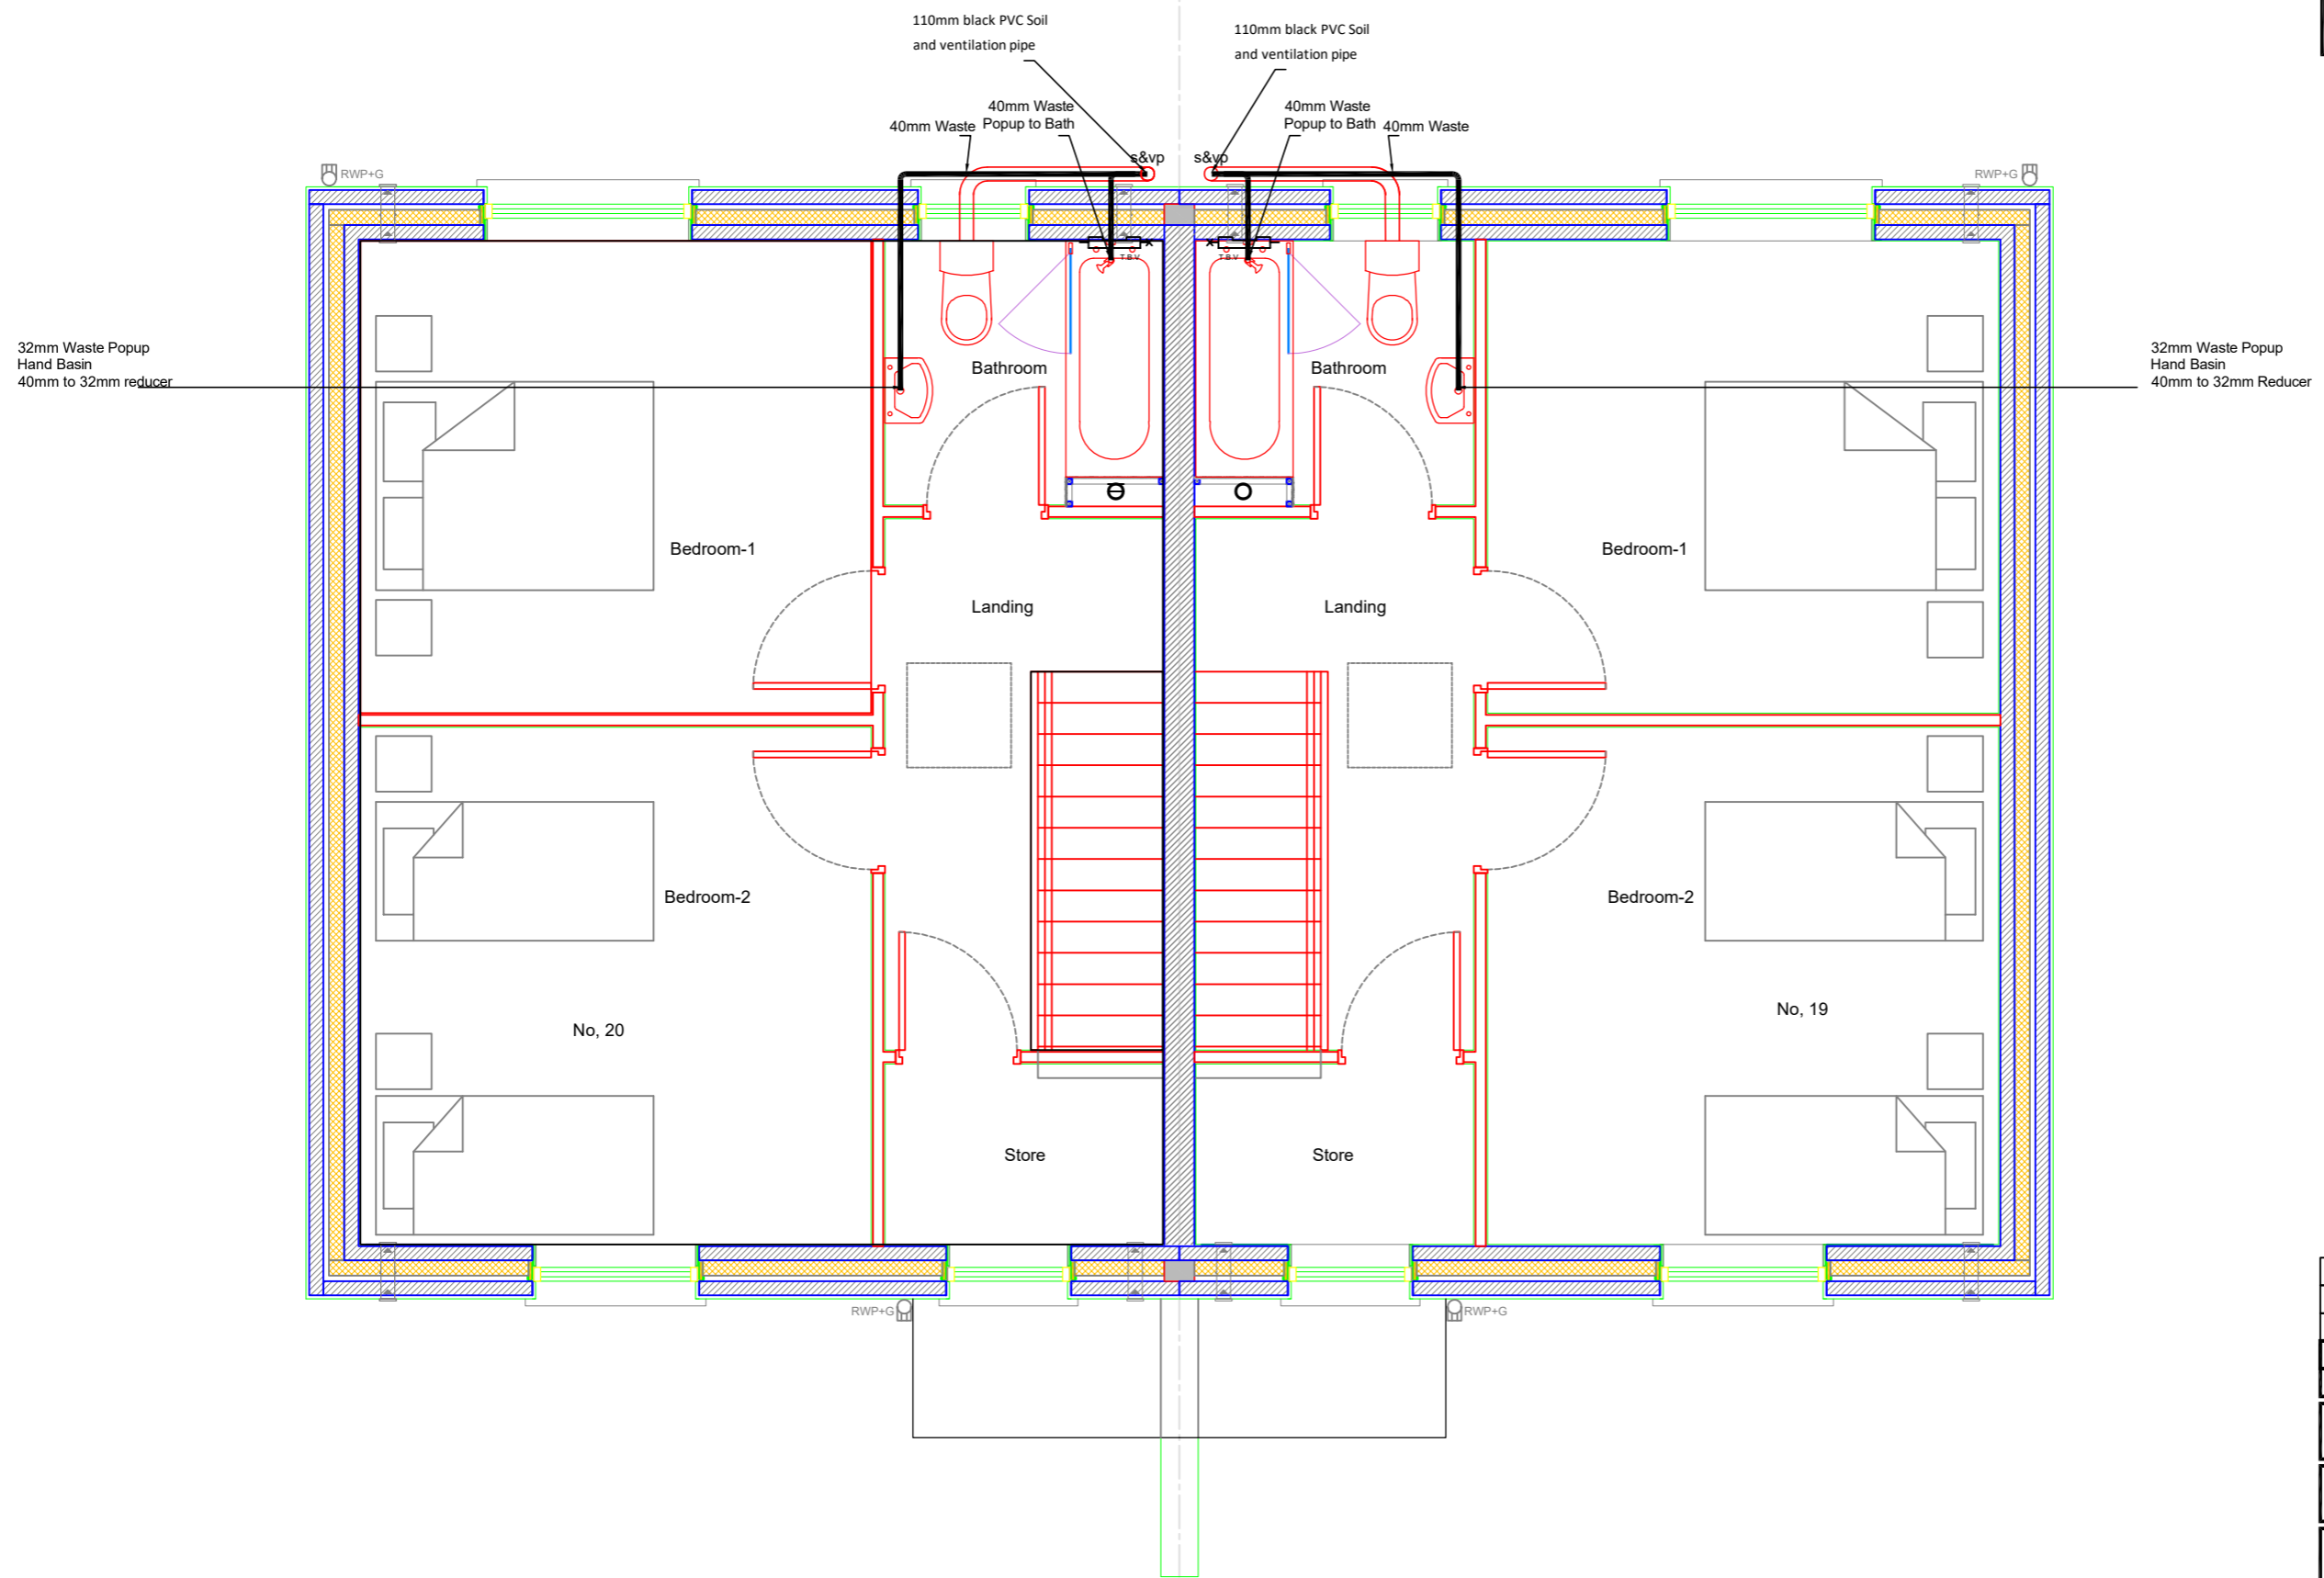 110mm black PVC Soil
and ventilation pipe
110mm black PVC Soil
and ventilation pipe
40mm Waste
40mm Waste
Popup to Bath
40mm Waste
Popup to Bath
40mm Waste
s&vp
s&vp
RWP+G
RWP+G
T.B.V
T.B.V
32mm Waste Popup
Hand Basin
40mm to 32mm reducer
32mm Waste Popup
Hand Basin
40mm to 32mm Reducer
Bathroom
Bathroom
Bedroom-1
Bedroom-1
Landing
Landing
Bedroom-2
Bedroom-2
No, 20
No, 19
Store
Store
RWP+G
RWP+G